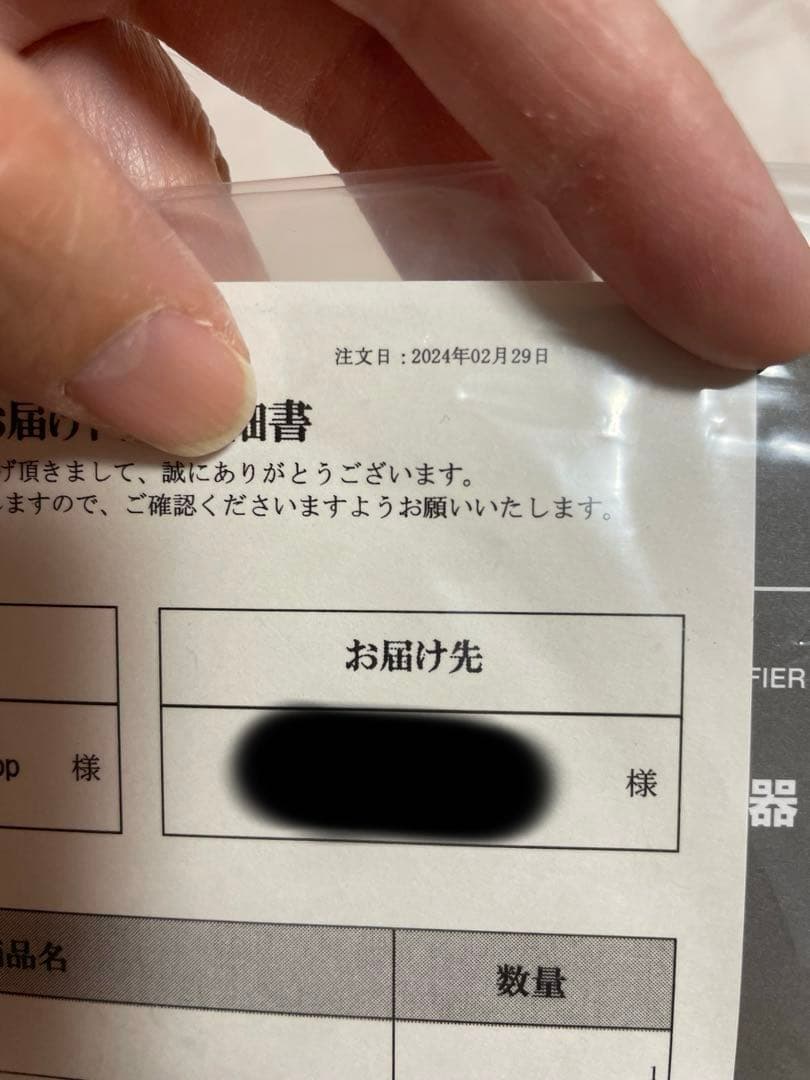 注文日:2024年02月29日
お届け 細書
げ頂きまして、誠にありがとうございます。
しますので、ご確認くださいますようお願いいたします。
お届け先
op 様
様
FIER
器
商品名 数量
1